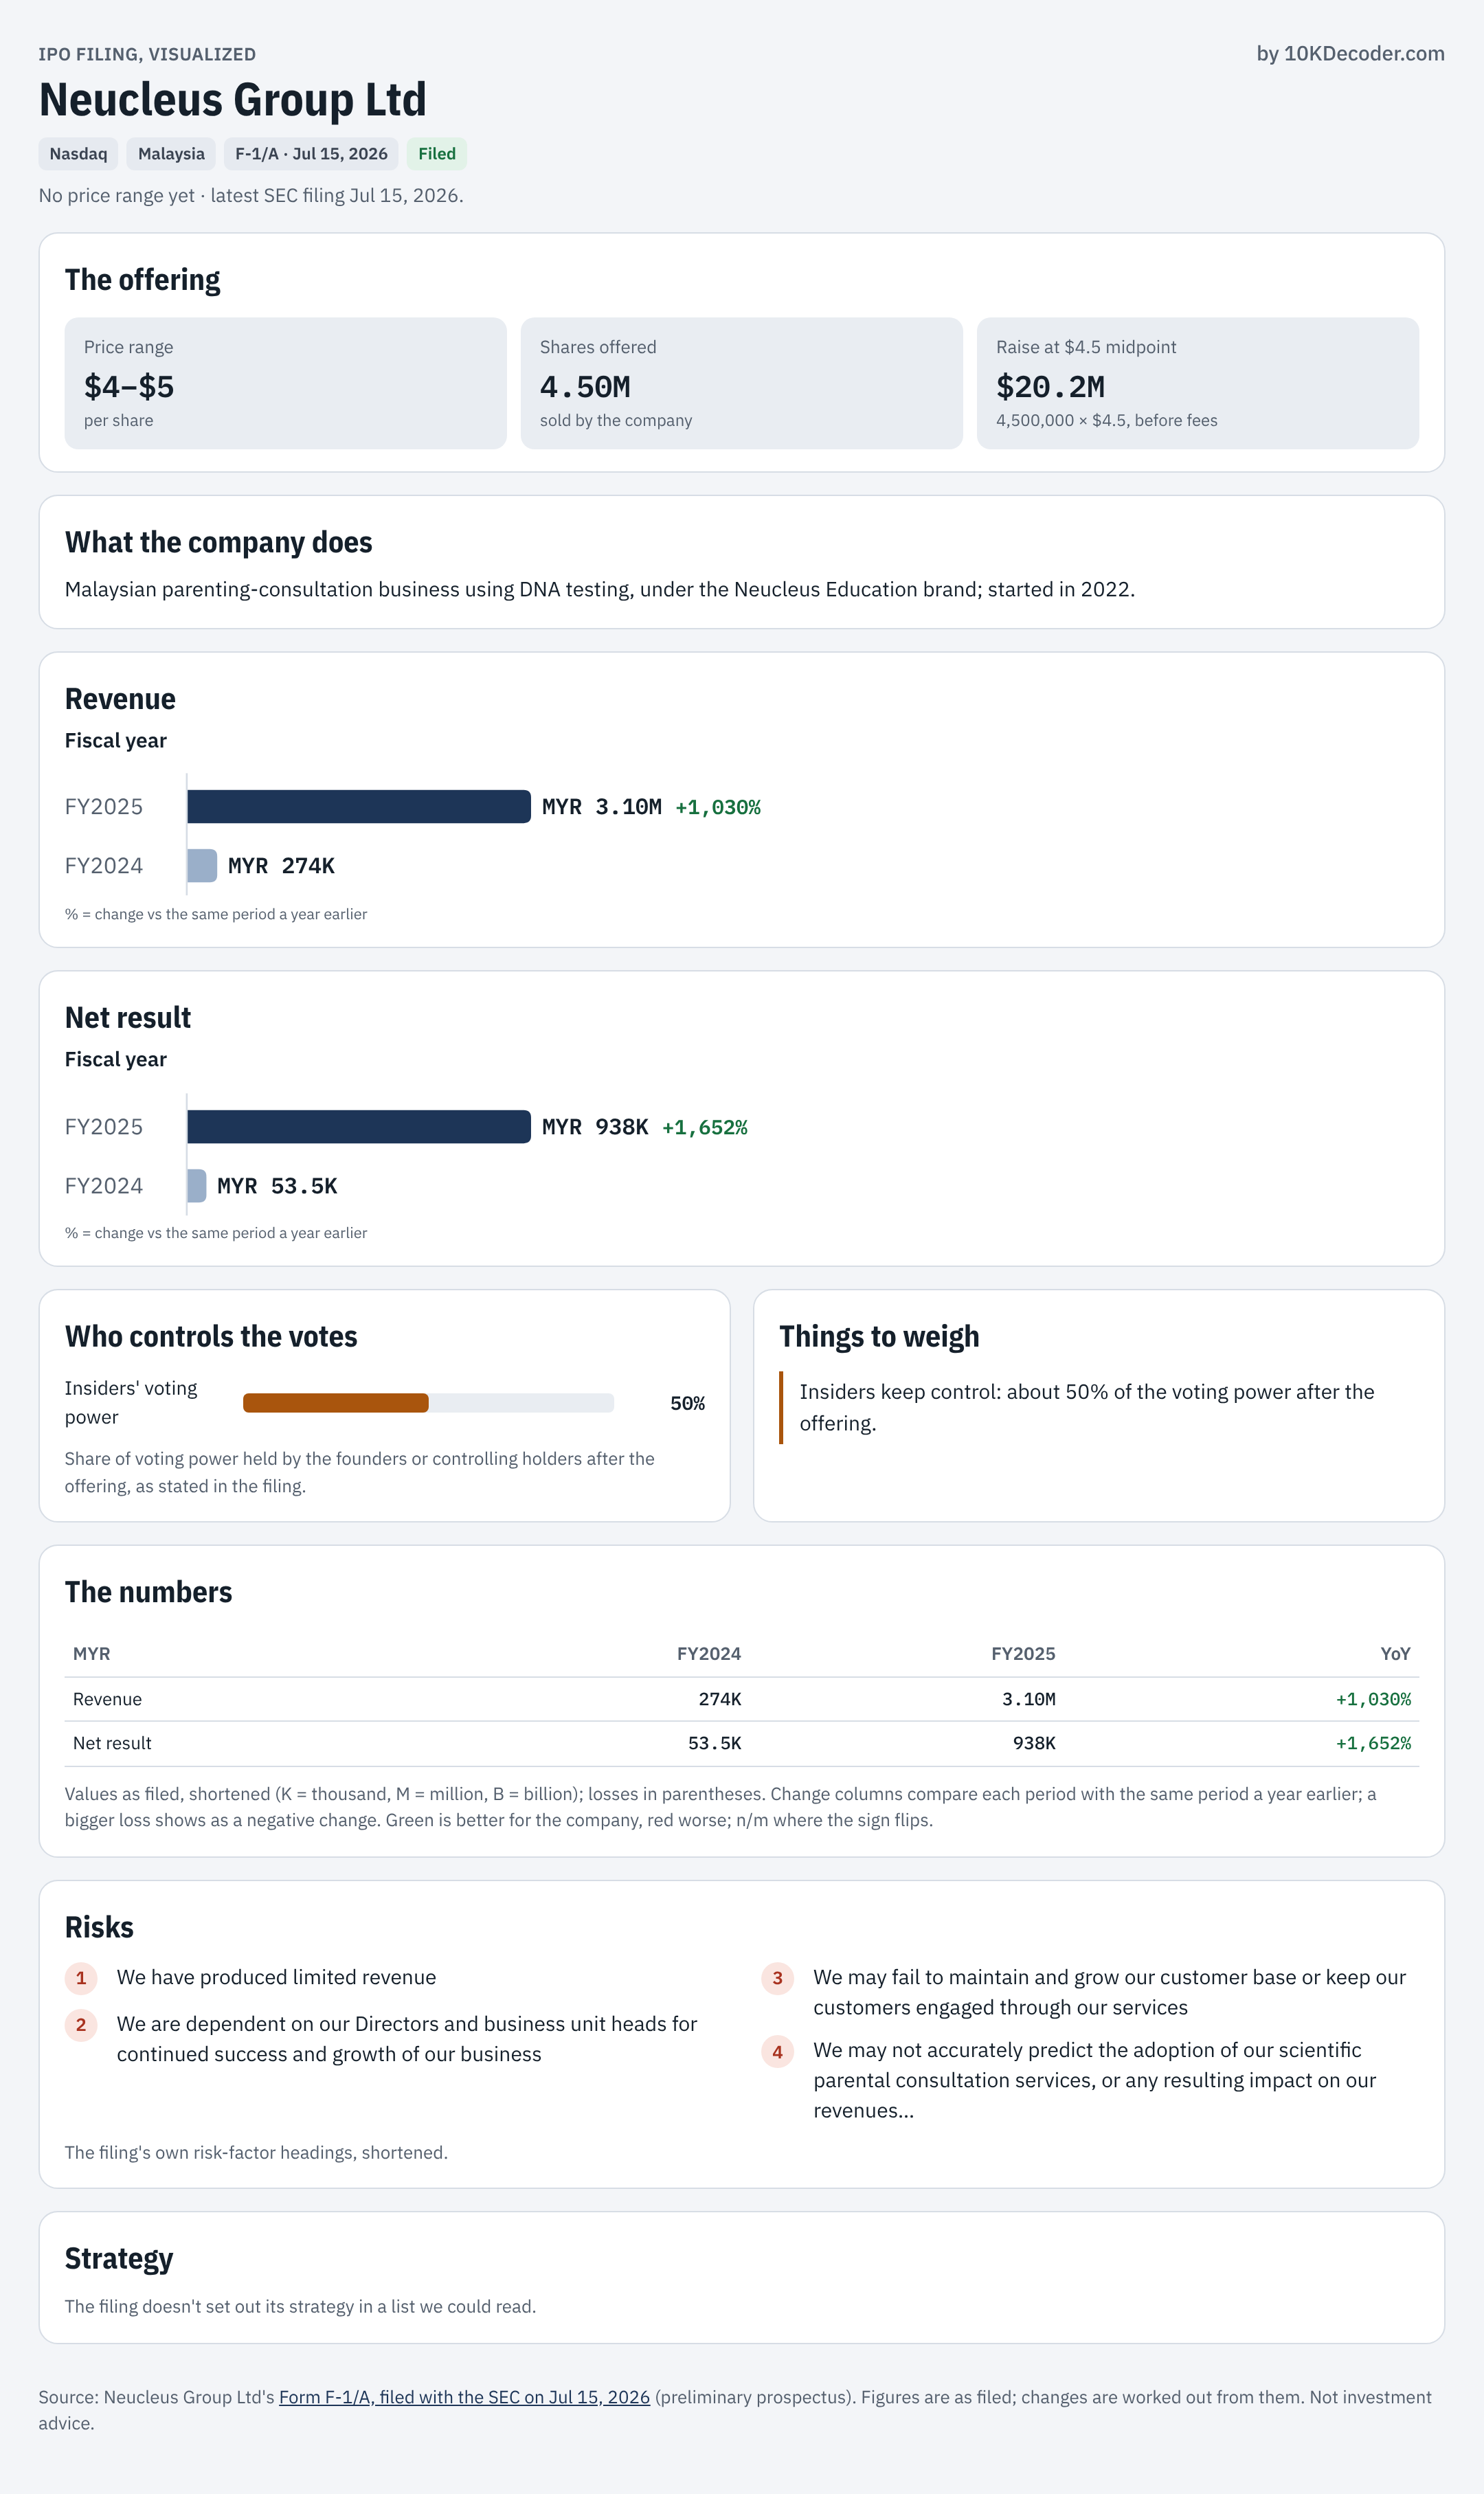 IPO FILING, VISUALIZED
by 10KDecoder.com
Neucleus Group Ltd
Nasdaq
Malaysia
F-1/A · Jul 15, 2026
Filed
No price range yet · latest SEC filing Jul 15, 2026.
The offering
Price range
$4–$5
per share
Shares offered
4.50M
sold by the company
Raise at $4.5 midpoint
$20.2M
4,500,000 × $4.5, before fees
What the company does
Malaysian parenting-consultation business using DNA testing, under the Neucleus Education brand; started in 2022.
Revenue
Fiscal year
FY2025 MYR 3.10M +1,030%
FY2024 MYR 274K
% = change vs the same period a year earlier
Net result
Fiscal year
FY2025 MYR 938K +1,652%
FY2024 MYR 53.5K
% = change vs the same period a year earlier
Who controls the votes
Insiders' voting
power
50%
Share of voting power held by the founders or controlling holders after the
offering, as stated in the filing.
Things to weigh
Insiders keep control: about 50% of the voting power after the
offering.
The numbers
MYR FY2024 FY2025 YoY
Revenue 274K 3.10M +1,030%
Net result 53.5K 938K +1,652%
Values as filed, shortened (K = thousand, M = million, B = billion); losses in parentheses. Change columns compare each period with the same period a year earlier; a
bigger loss shows as a negative change. Green is better for the company, red worse; n/m where the sign flips.
Risks
1 We have produced limited revenue
2 We are dependent on our Directors and business unit heads for
continued success and growth of our business
3 We may fail to maintain and grow our customer base or keep our
customers engaged through our services
4 We may not accurately predict the adoption of our scientific
parental consultation services, or any resulting impact on our
revenues…
The filing's own risk-factor headings, shortened.
Strategy
The filing doesn't set out its strategy in a list we could read.
Source: Neucleus Group Ltd's Form F-1/A, filed with the SEC on Jul 15, 2026 (preliminary prospectus). Figures are as filed; changes are worked out from them. Not investment
advice.